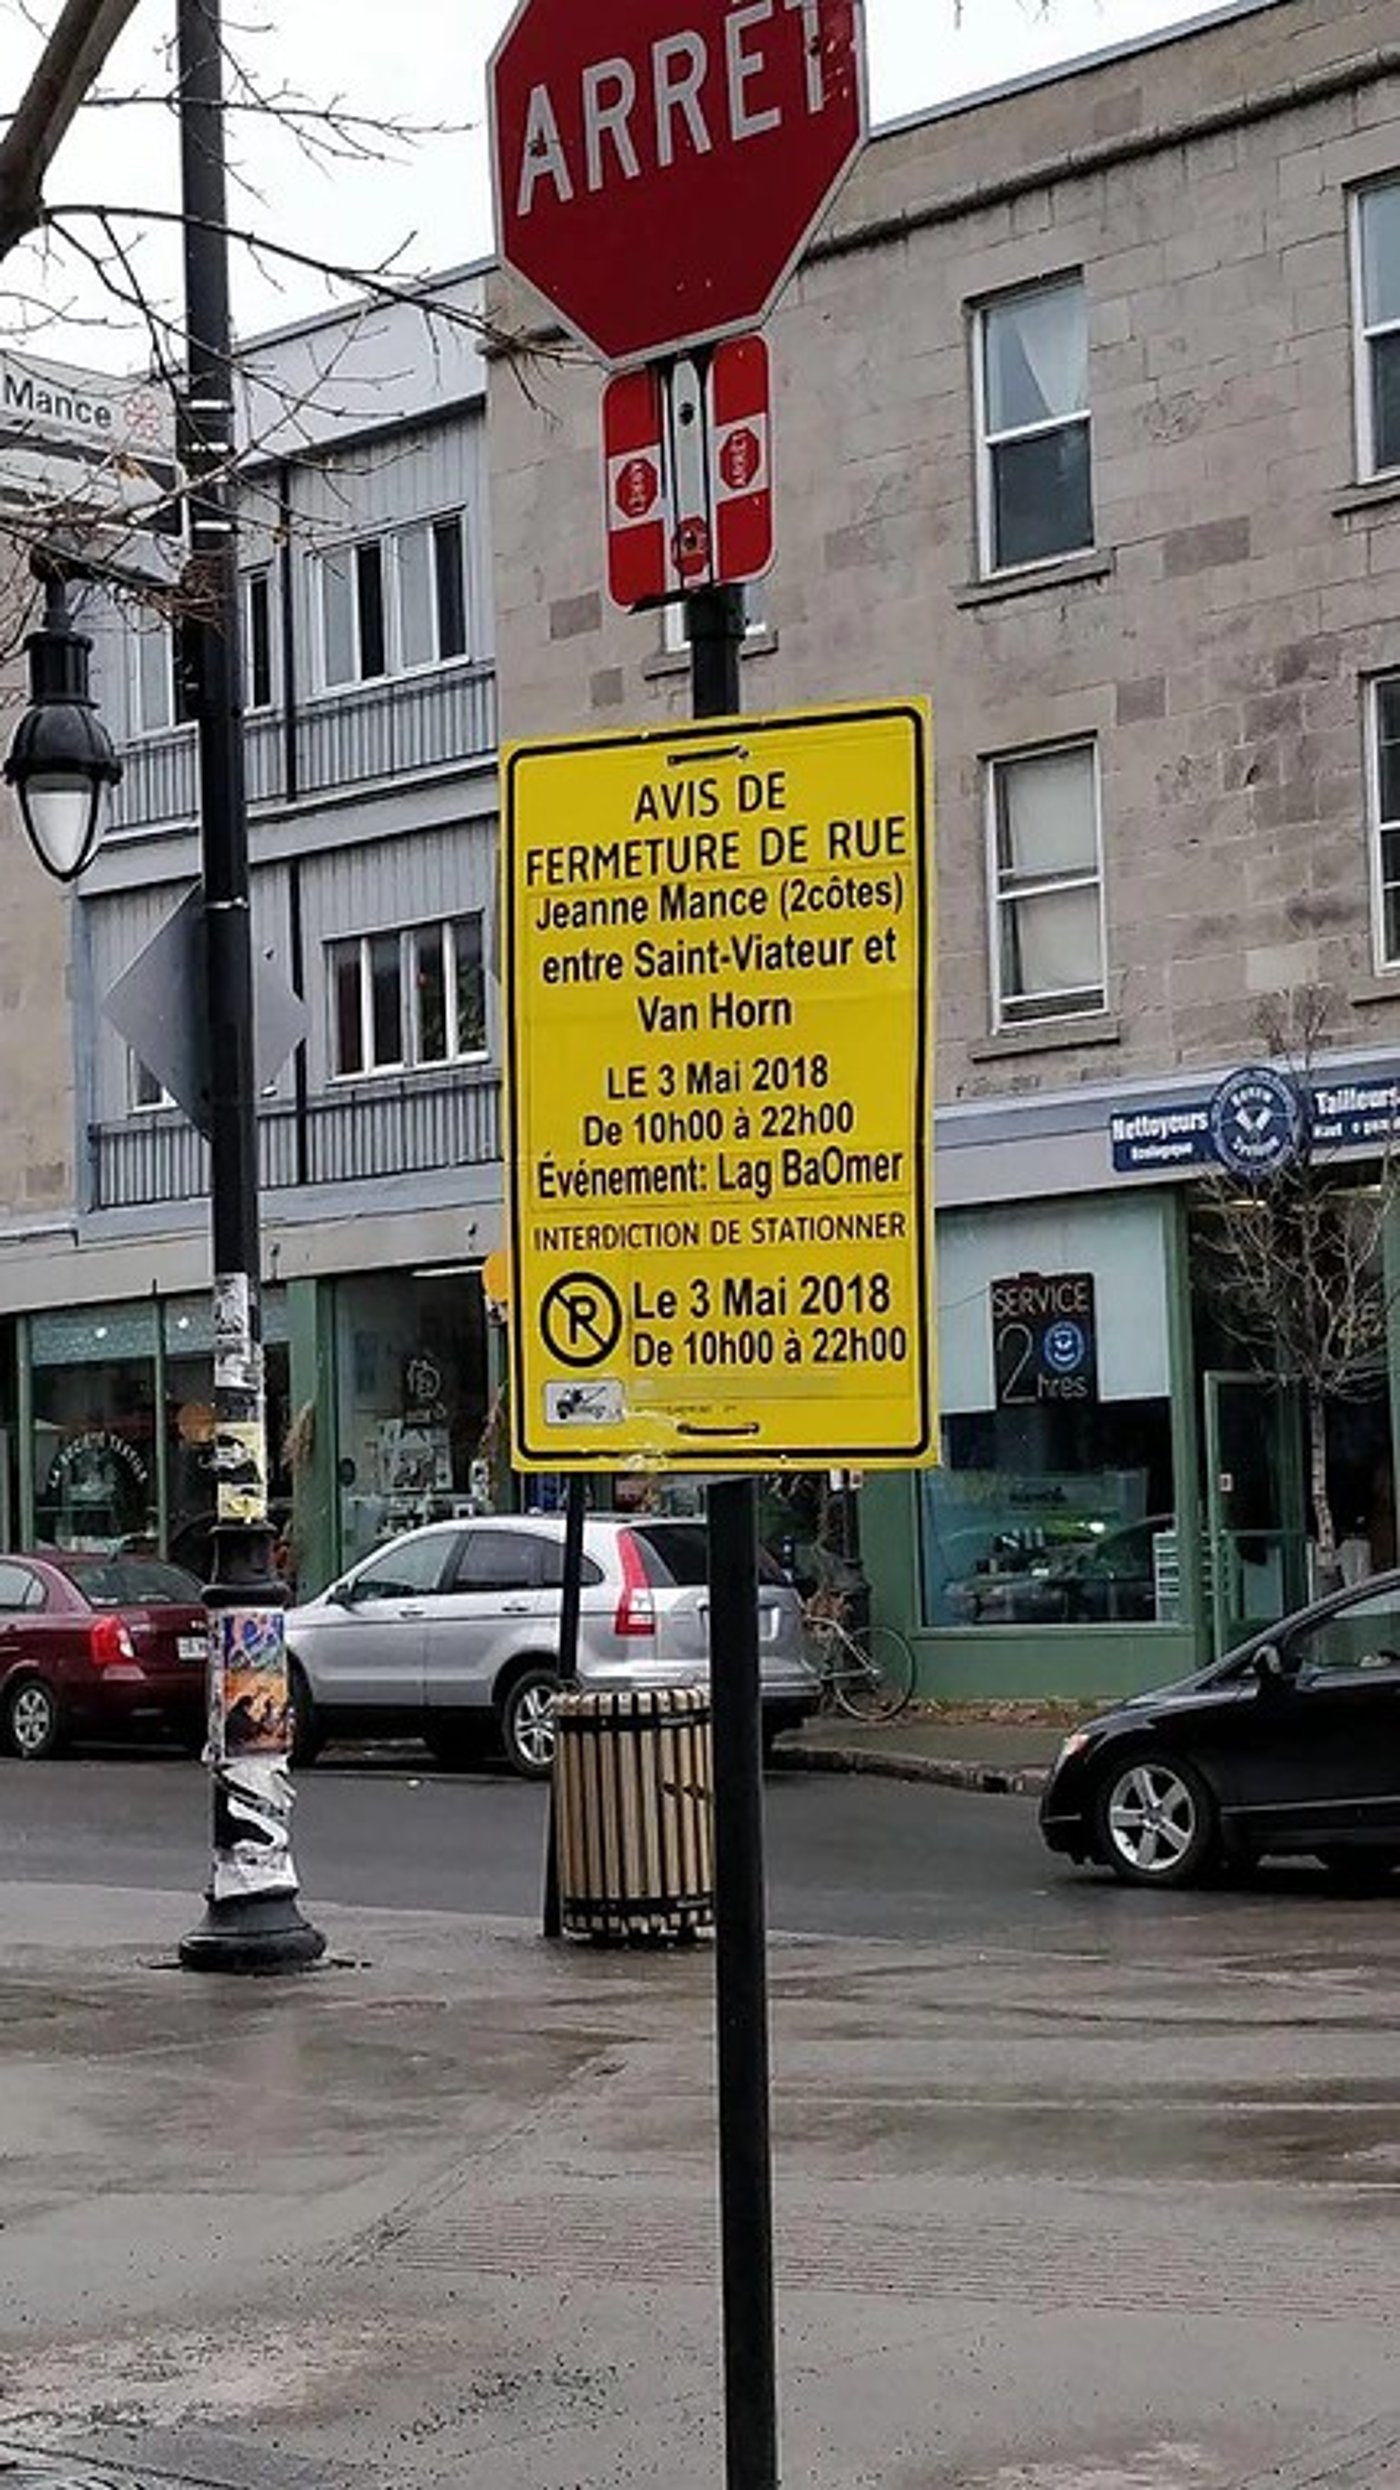 ARRÊT
Mance
ARRÊT
AVIS DE
FERMETURE DE RUE
Jeanne Mance (2côtes)
entre Saint-Viateur et
Van Horn
LE 3 Mai 2018
De 10h00 à 22h00
Événement: Lag BaOmer
INTERDICTION DE STATIONNER
P
Le 3 Mai 2018
De 10h00 à 22h00
Nettoyeurs
Tailleurs
SERVICE
2
hres